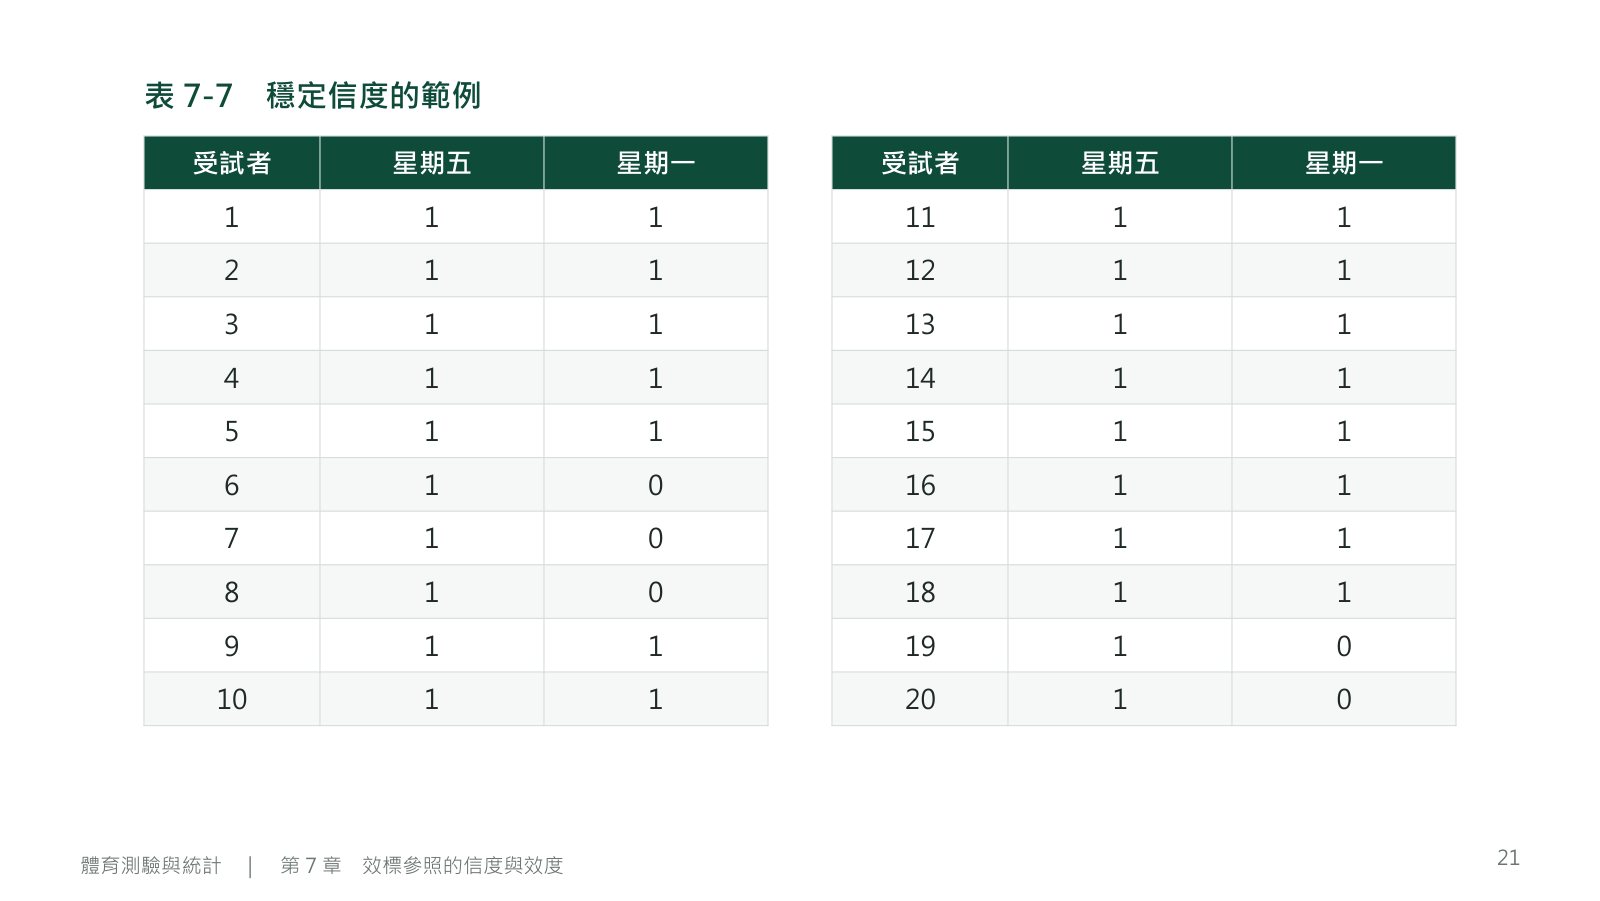 表 7-7　穩定信度的範例
受試者 星期五 星期一
1 1 1
2 1 1
3 1 1
4 1 1
5 1 1
6 1 0
7 1 0
8 1 0
9 1 1
10 1 1
受試者 星期五 星期一
11 1 1
12 1 1
13 1 1
14 1 1
15 1 1
16 1 1
17 1 1
18 1 1
19 1 0
20 1 0
體育測驗與統計　|　第 7 章　效標參照的信度與效度
21